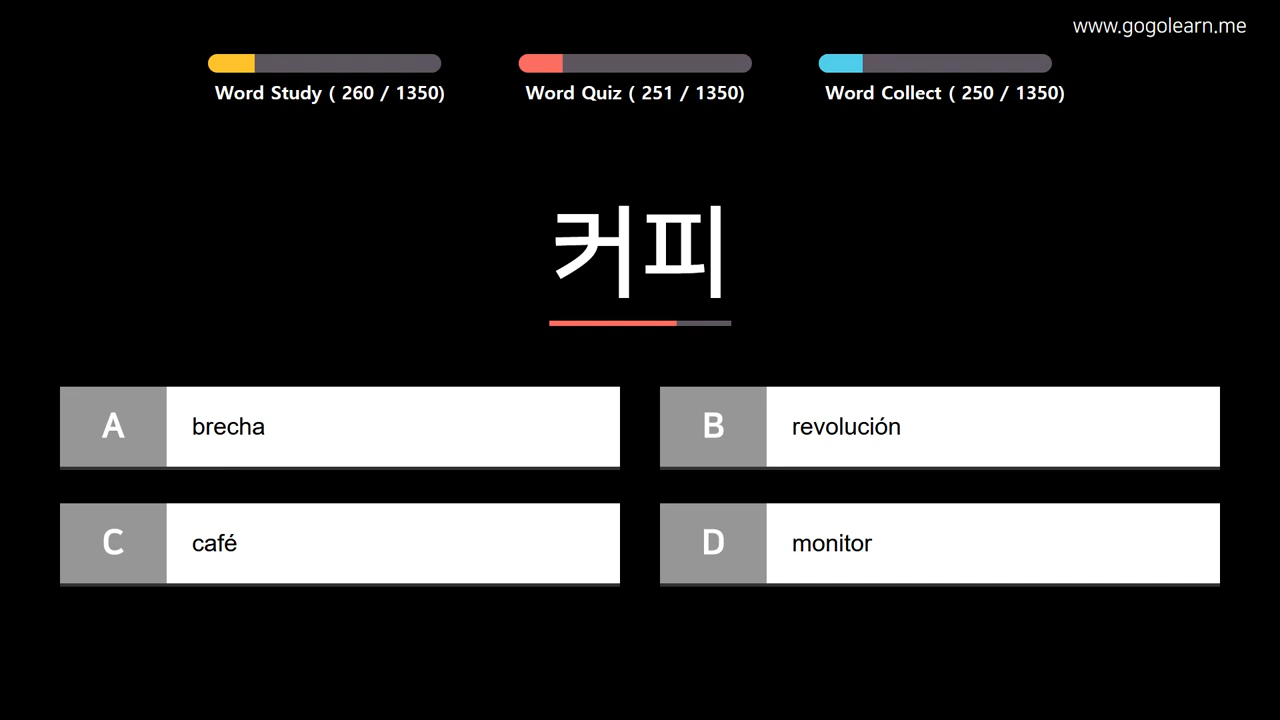 www.gogolearn.me
Word Study ( 260 / 1350)
Word Quiz ( 251 / 1350)
Word Collect ( 250 / 1350)
커피
A brecha
B revolución
C café
D monitor